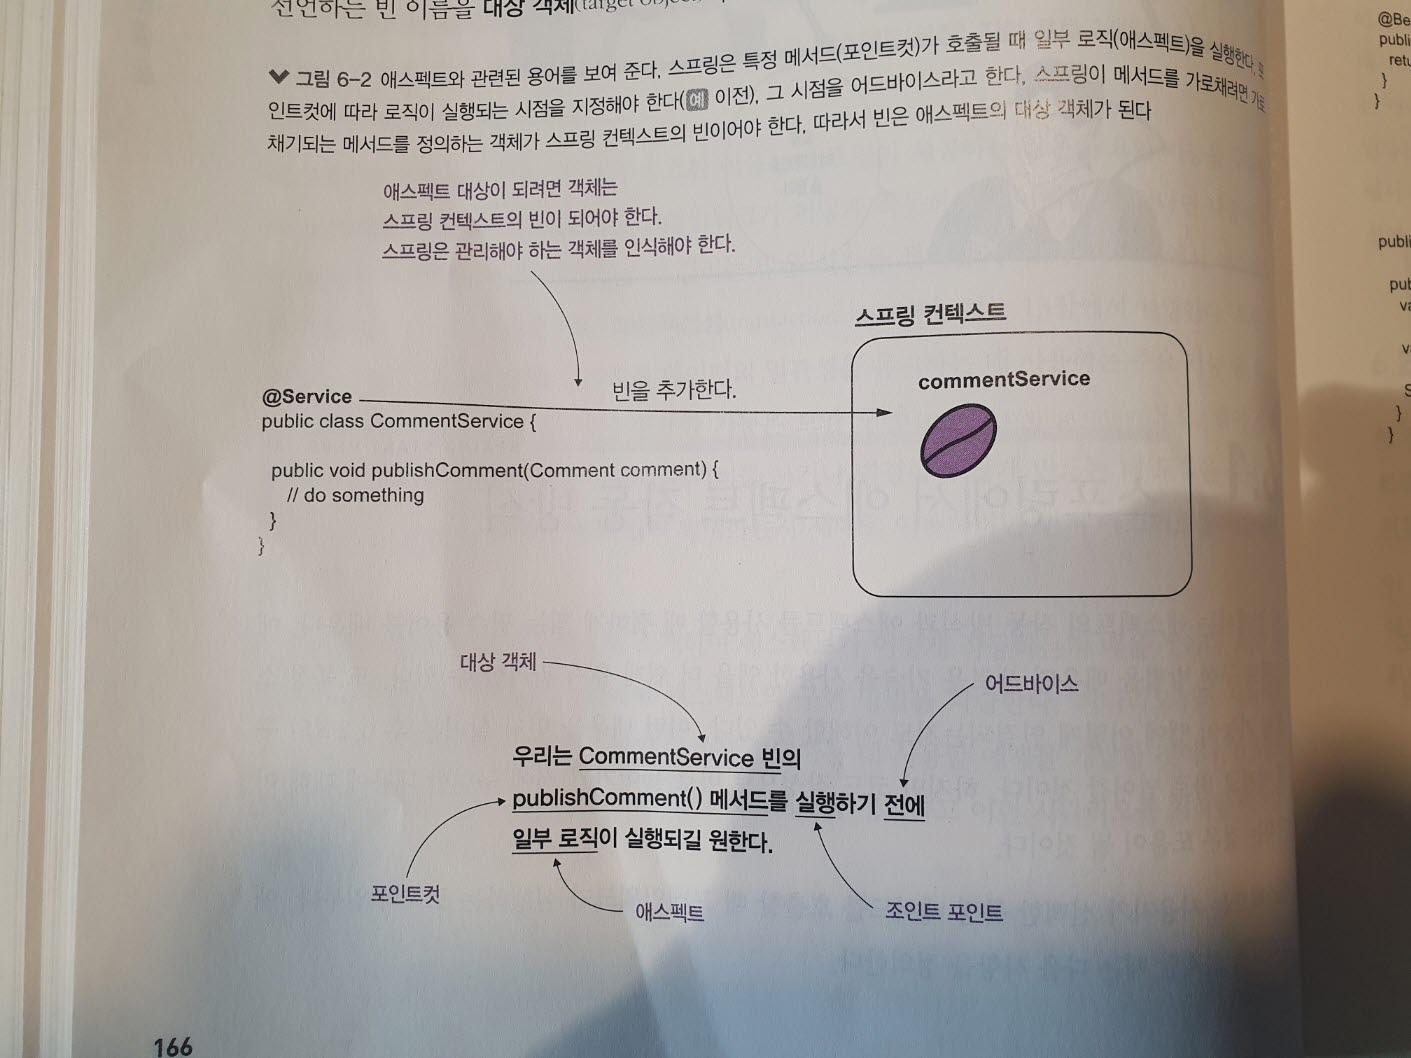 선언하는 빈 이름을 대상 객체(target object)
그림 6-2 애스펙트와 관련된 용어를 보여 준다. 스프링은 특정 메서드(포인트컷)가 호출될 때 일부 로직(애스펙트)을 실행한다.
인트컷에 따라 로직이 실행되는 시점을 지정해야 한다(예 이전). 그 시점을 어드바이스라고 한다. 스프링이 메서드를 가로채려면
채기되는 메서드를 정의하는 객체가 스프링 컨텍스트의 빈이어야 한다. 따라서 빈은 애스펙트의 대상 객체가 된다
애스펙트 대상이 되려면 객체는
스프링 컨텍스트의 빈이 되어야 한다.
스프링은 관리해야 하는 객체를 인식해야 한다.
스프링 컨텍스트
commentService
빈을 추가한다.
@Service
public class CommentService {
public void publishComment(Comment comment) {
// do something
}
}
대상 객체
어드바이스
우리는 CommentService 빈의
publishComment() 메서드를 실행하기 전에
일부 로직이 실행되길 원한다.
포인트컷
애스펙트
조인트 포인트
166
@Be
publi
retu
}
}
publi
pub
va
}
}